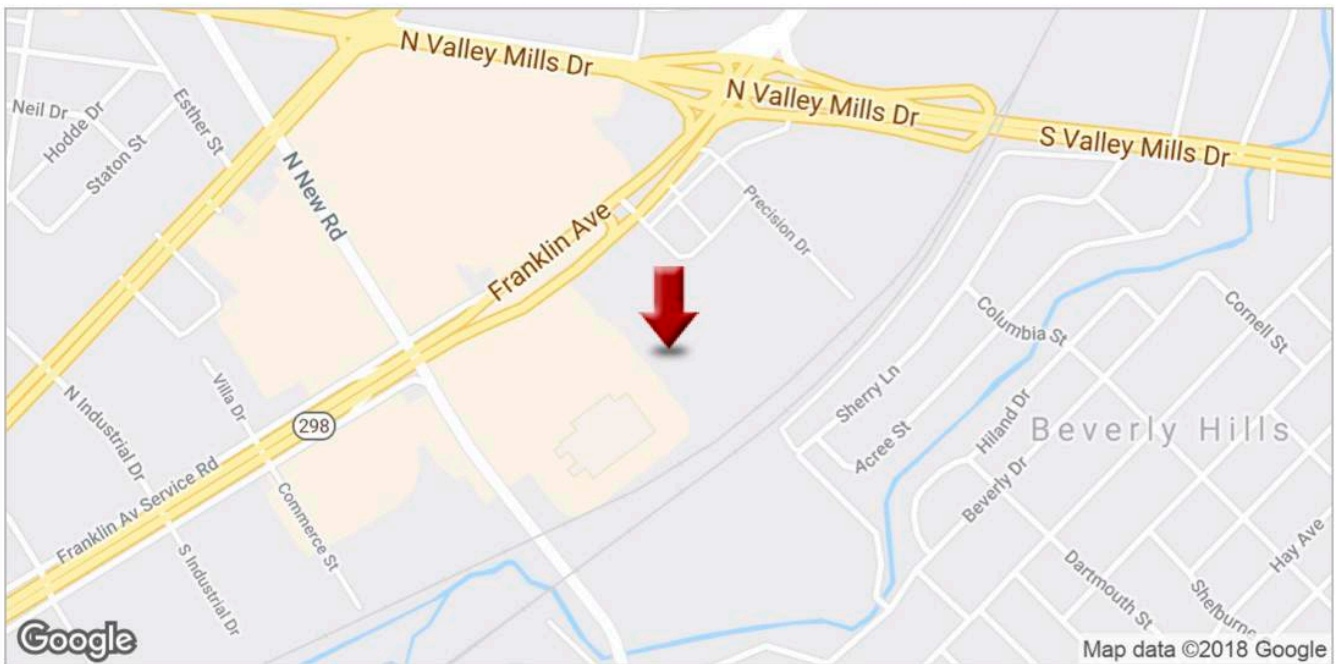 N Valley Mills Dr
N Valley Mills Dr
S Valley Mills Dr
Neil Dr
Hodde Dr
Esther St
Staton St
N New Rd
Precision Dr
Franklin Ave
Columbia St
Cornell St
Sherry Ln
Villa Dr
Hiland Dr
N Industrial Dr
298
Acree St
Beverly Hills
Beverly Dr
Franklin Av Service Rd
Commerce St
Hay Ave
S Industrial Dr
Dartmouth St
Shelburne
Google
Map data ©2018 Google